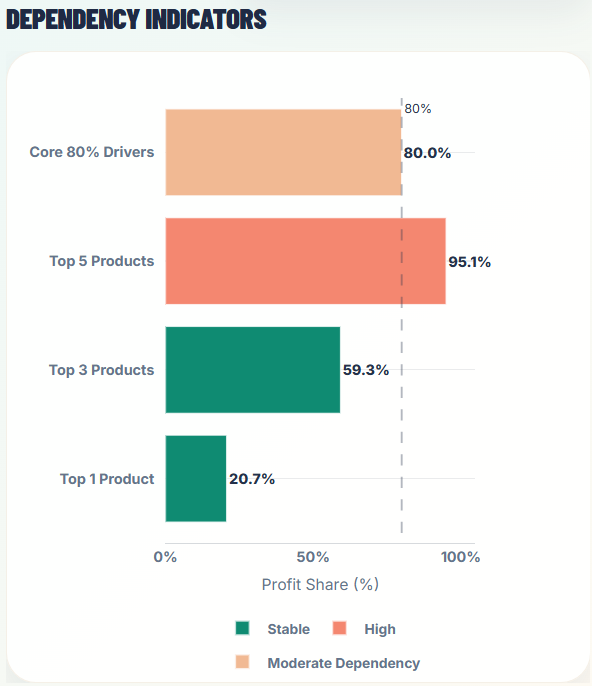 DEPENDENCY INDICATORS
80%
Core 80% Drivers 80.0%
Top 5 Products 95.1%
Top 3 Products 59.3%
Top 1 Product 20.7%
0% 50% 100%
Profit Share (%)
Stable High
Moderate Dependency